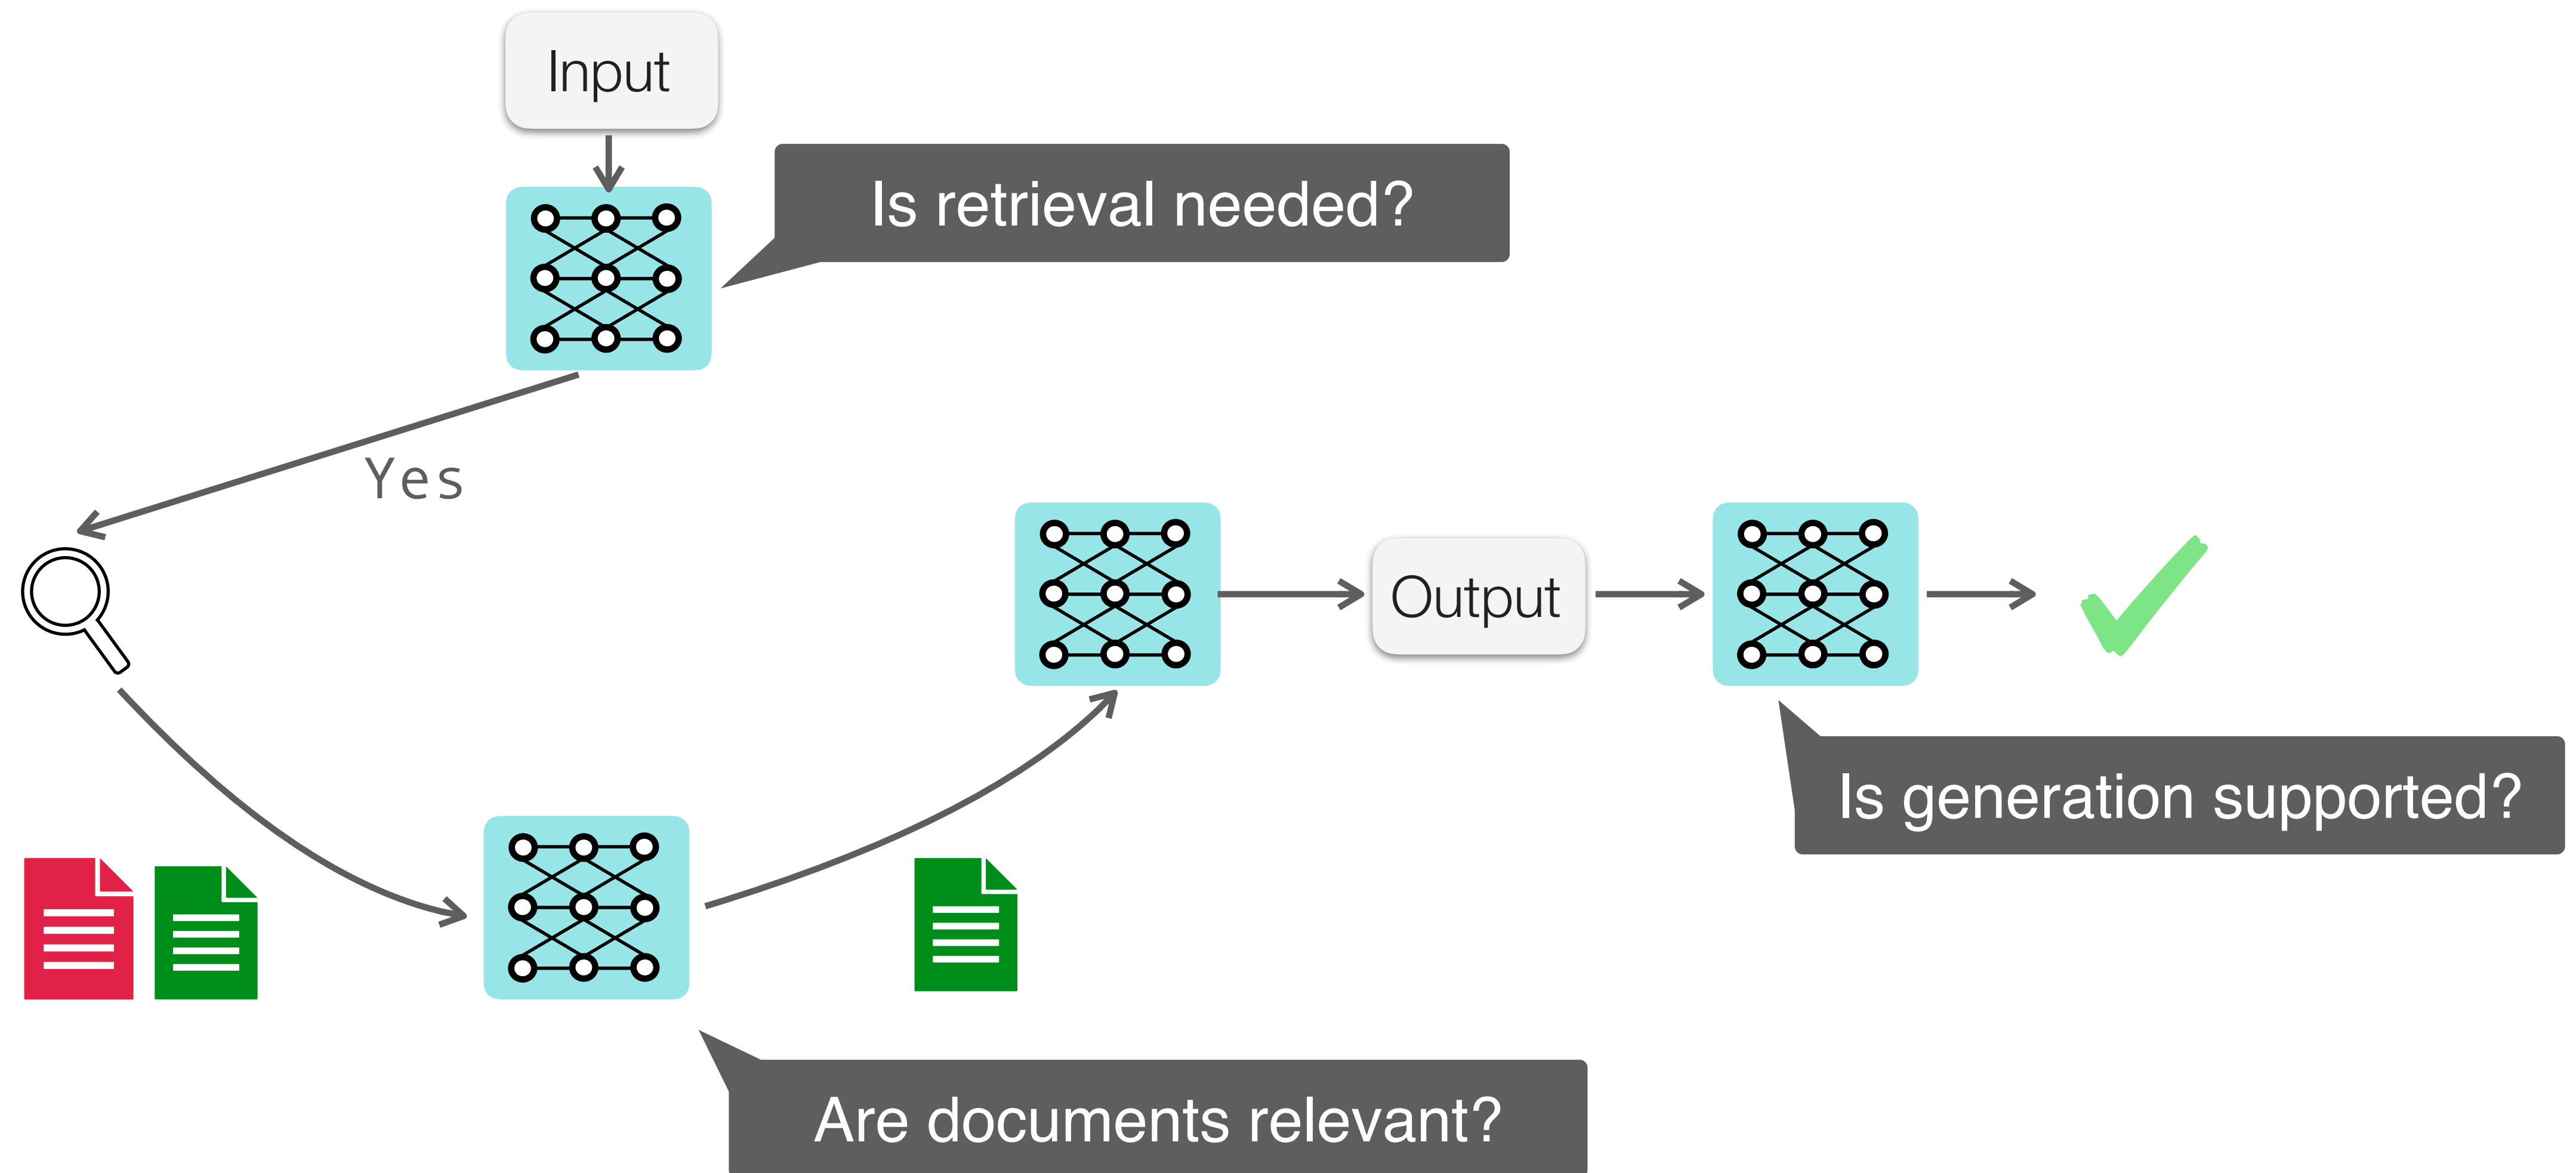 Input
Is retrieval needed?
Yes
Output
Is generation supported?
Are documents relevant?